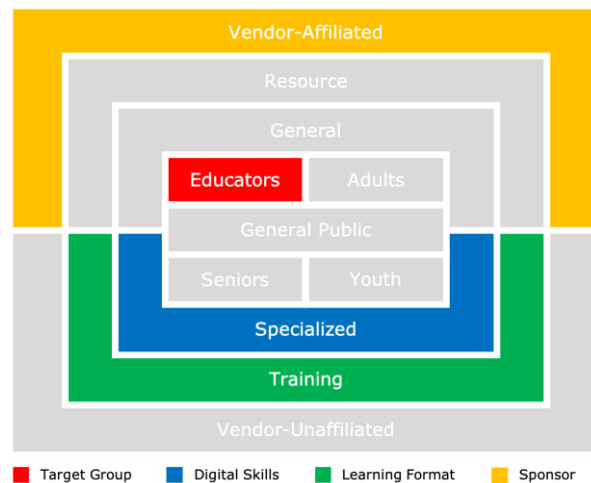 Vendor-Affiliated
Resource
General
Educators Adults
General Public
Seniors Youth
Specialized
Training
Vendor-Unaffiliated
Target Group Digital Skills Learning Format Sponsor